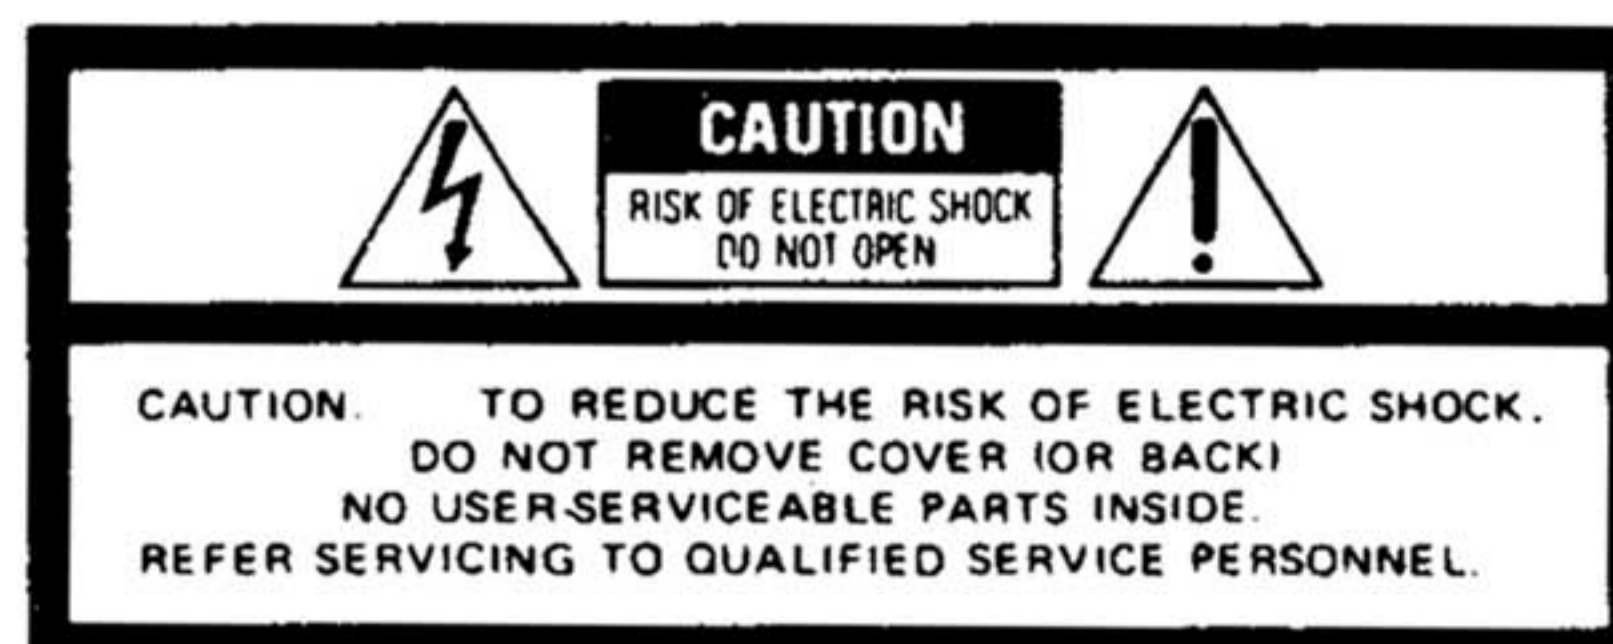 CAUTION
RISK OF ELECTRIC SHOCK
DO NOT OPEN
CAUTION. TO REDUCE THE RISK OF ELECTRIC SHOCK.
DO NOT REMOVE COVER (OR BACK)
NO USER-SERVICEABLE PARTS INSIDE.
REFER SERVICING TO QUALIFIED SERVICE PERSONNEL.